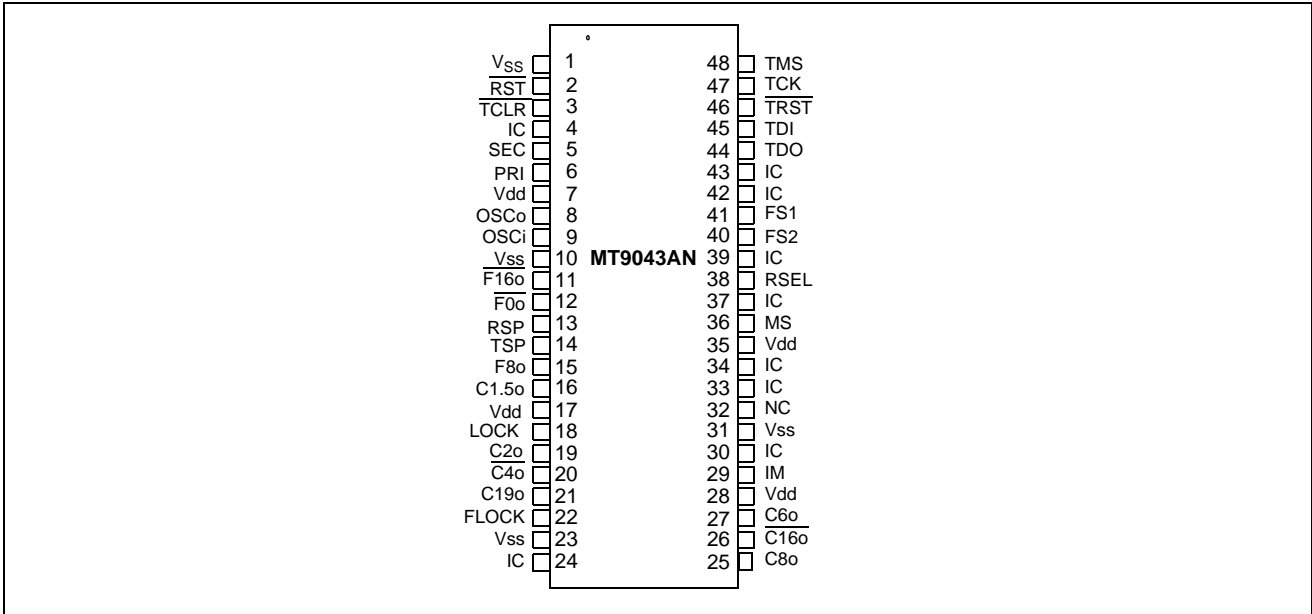 V_SS 1 48 TMS
RST 2 47 TCK
TCLR 3 46 TRST
IC 4 45 TDI
SEC 5 44 TDO
PRI 6 43 IC
Vdd 7 42 IC
OSCo 8 41 FS1
OSCi 9 40 FS2
Vss 10 MT9043AN 39 IC
F16o 11 38 RSEL
F0o 12 37 IC
RSP 13 36 MS
TSP 14 35 Vdd
F8o 15 34 IC
C1.5o 16 33 IC
Vdd 17 32 NC
LOCK 18 31 Vss
C2o 19 30 IC
C4o 20 29 IM
C19o 21 28 Vdd
FLOCK 22 27 C6o
Vss 23 26 C16o
IC 24 25 C8o